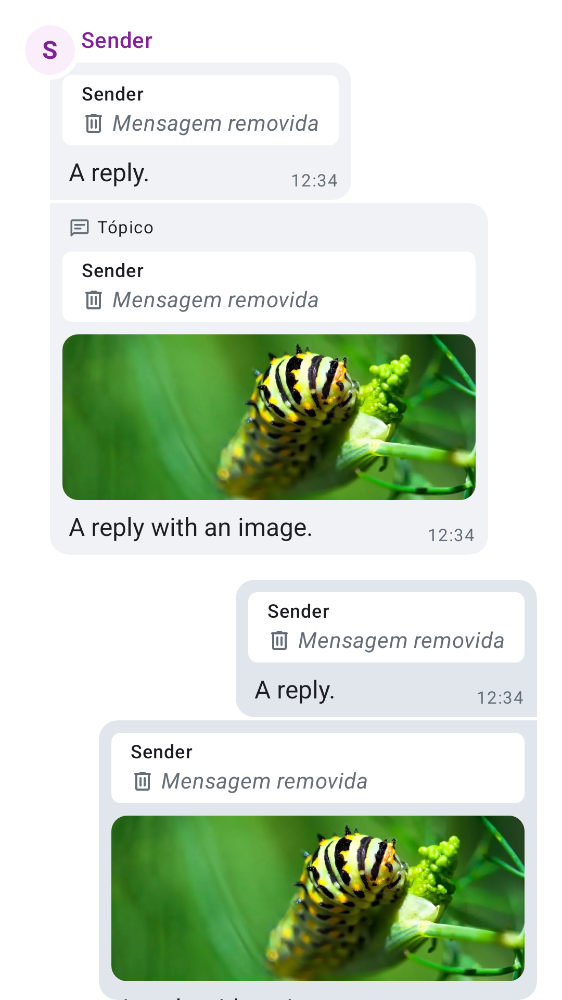 S
Sender
Sender
Mensagem removida
A reply.
12:34
Tópico
Sender
Mensagem removida
A reply with an image.
12:34
Sender
Mensagem removida
A reply.
12:34
Sender
Mensagem removida